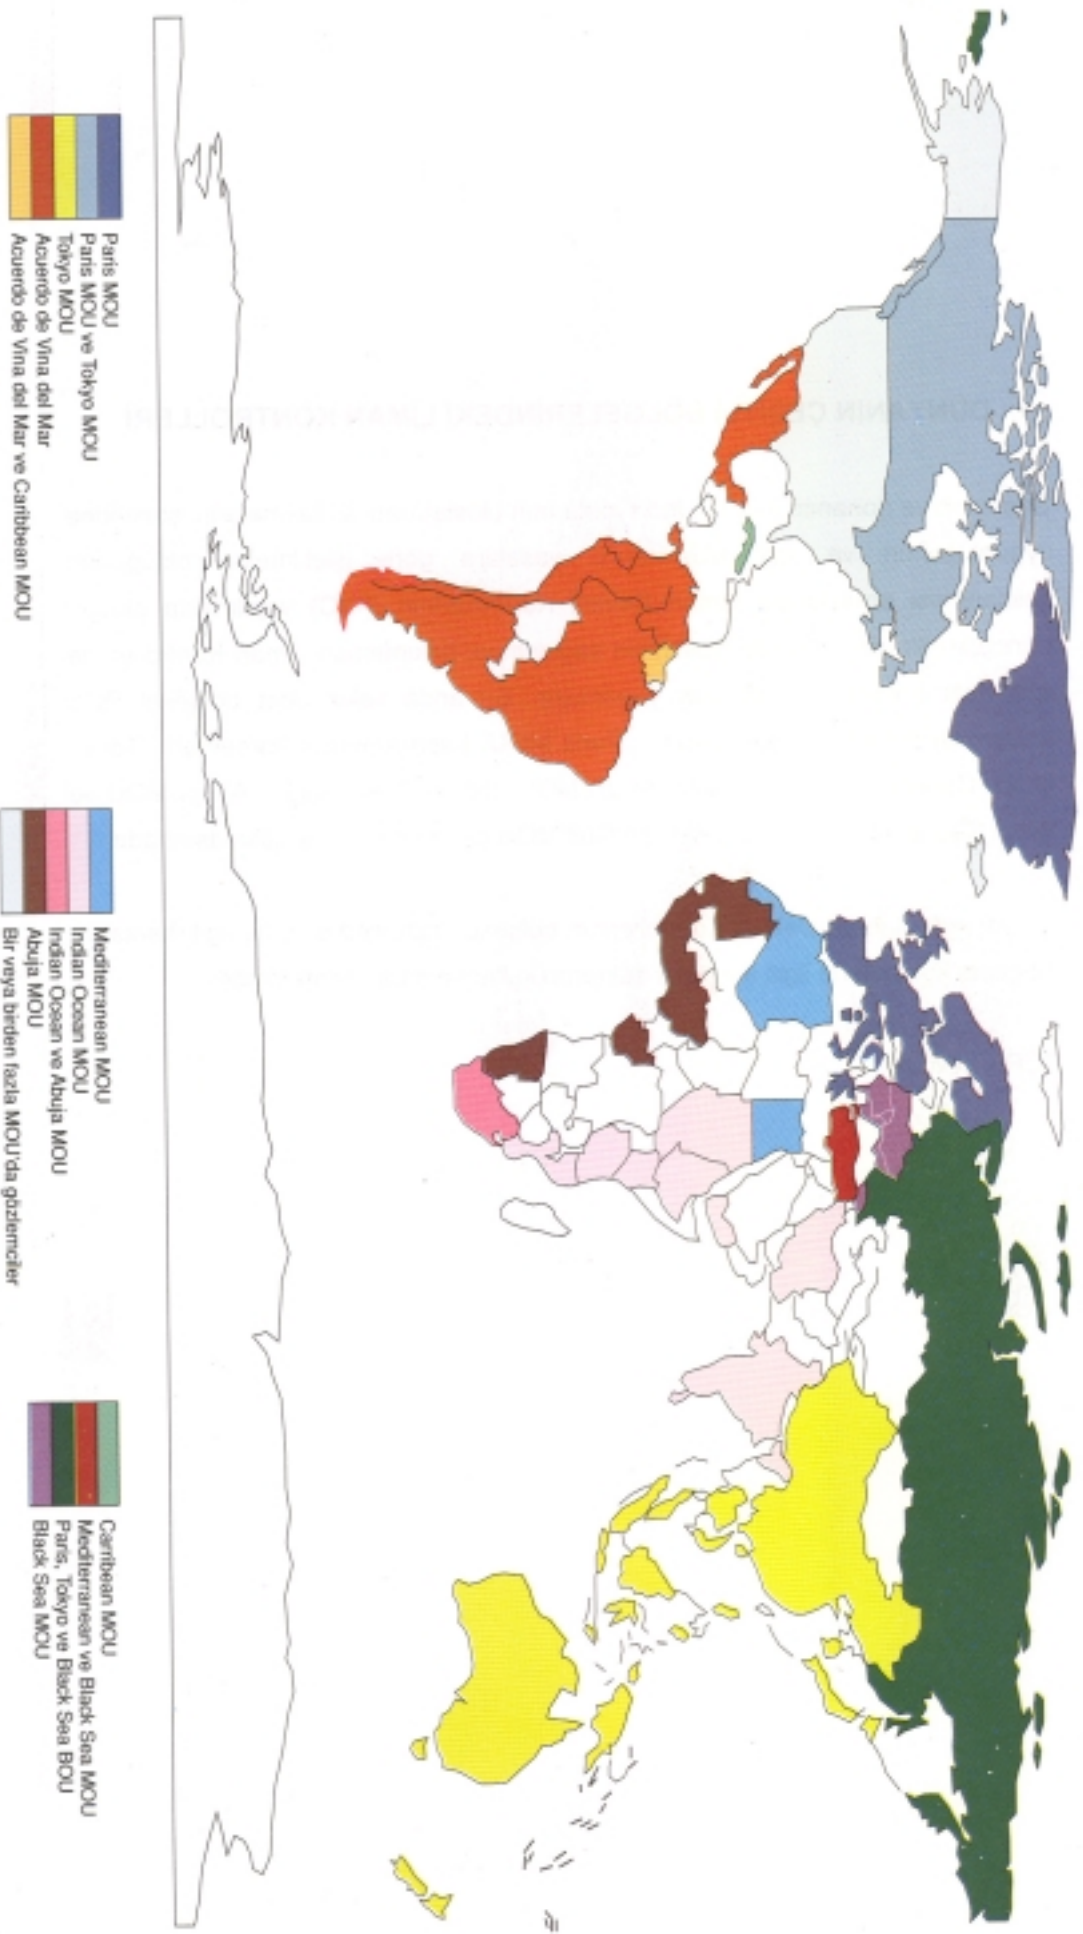 Paris MOU
Paris MOU ve Tokyo MOU
Tokyo MOU
Acuerdo de Vina del Mar
Acuerdo de Vina del Mar ve Caribbean MOU
Mediterranean MOU
Indian Ocean MOU
Indian Ocean ve Abuja MOU
Abuja MOU
Bir veya birden fazla MOU'da gözlemciler
Carribean MOU
Mediterranean ve Black Sea MOU
Paris, Tokyo ve Black Sea BOU
Black Sea MOU